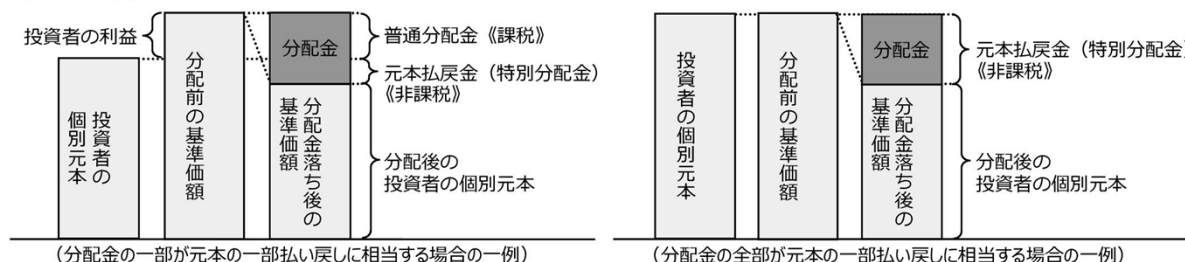 投資者の利益
投資者の
個別元本
分配前の基準価額
分配金
分配金落ち後の
基準価額
普通分配金《課税》
元本払戻金（特別分配金）
《非課税》
分配後の
投資者の個別元本
（分配金の一部が元本の一部払い戻しに相当する場合の一例）
投資者の個別元本
分配前の基準価額
分配金
分配金落ち後の
基準価額
元本払戻金（特別分配金）
《非課税》
分配後の
投資者の個別元本
（分配金の全部が元本の一部払い戻しに相当する場合の一例）